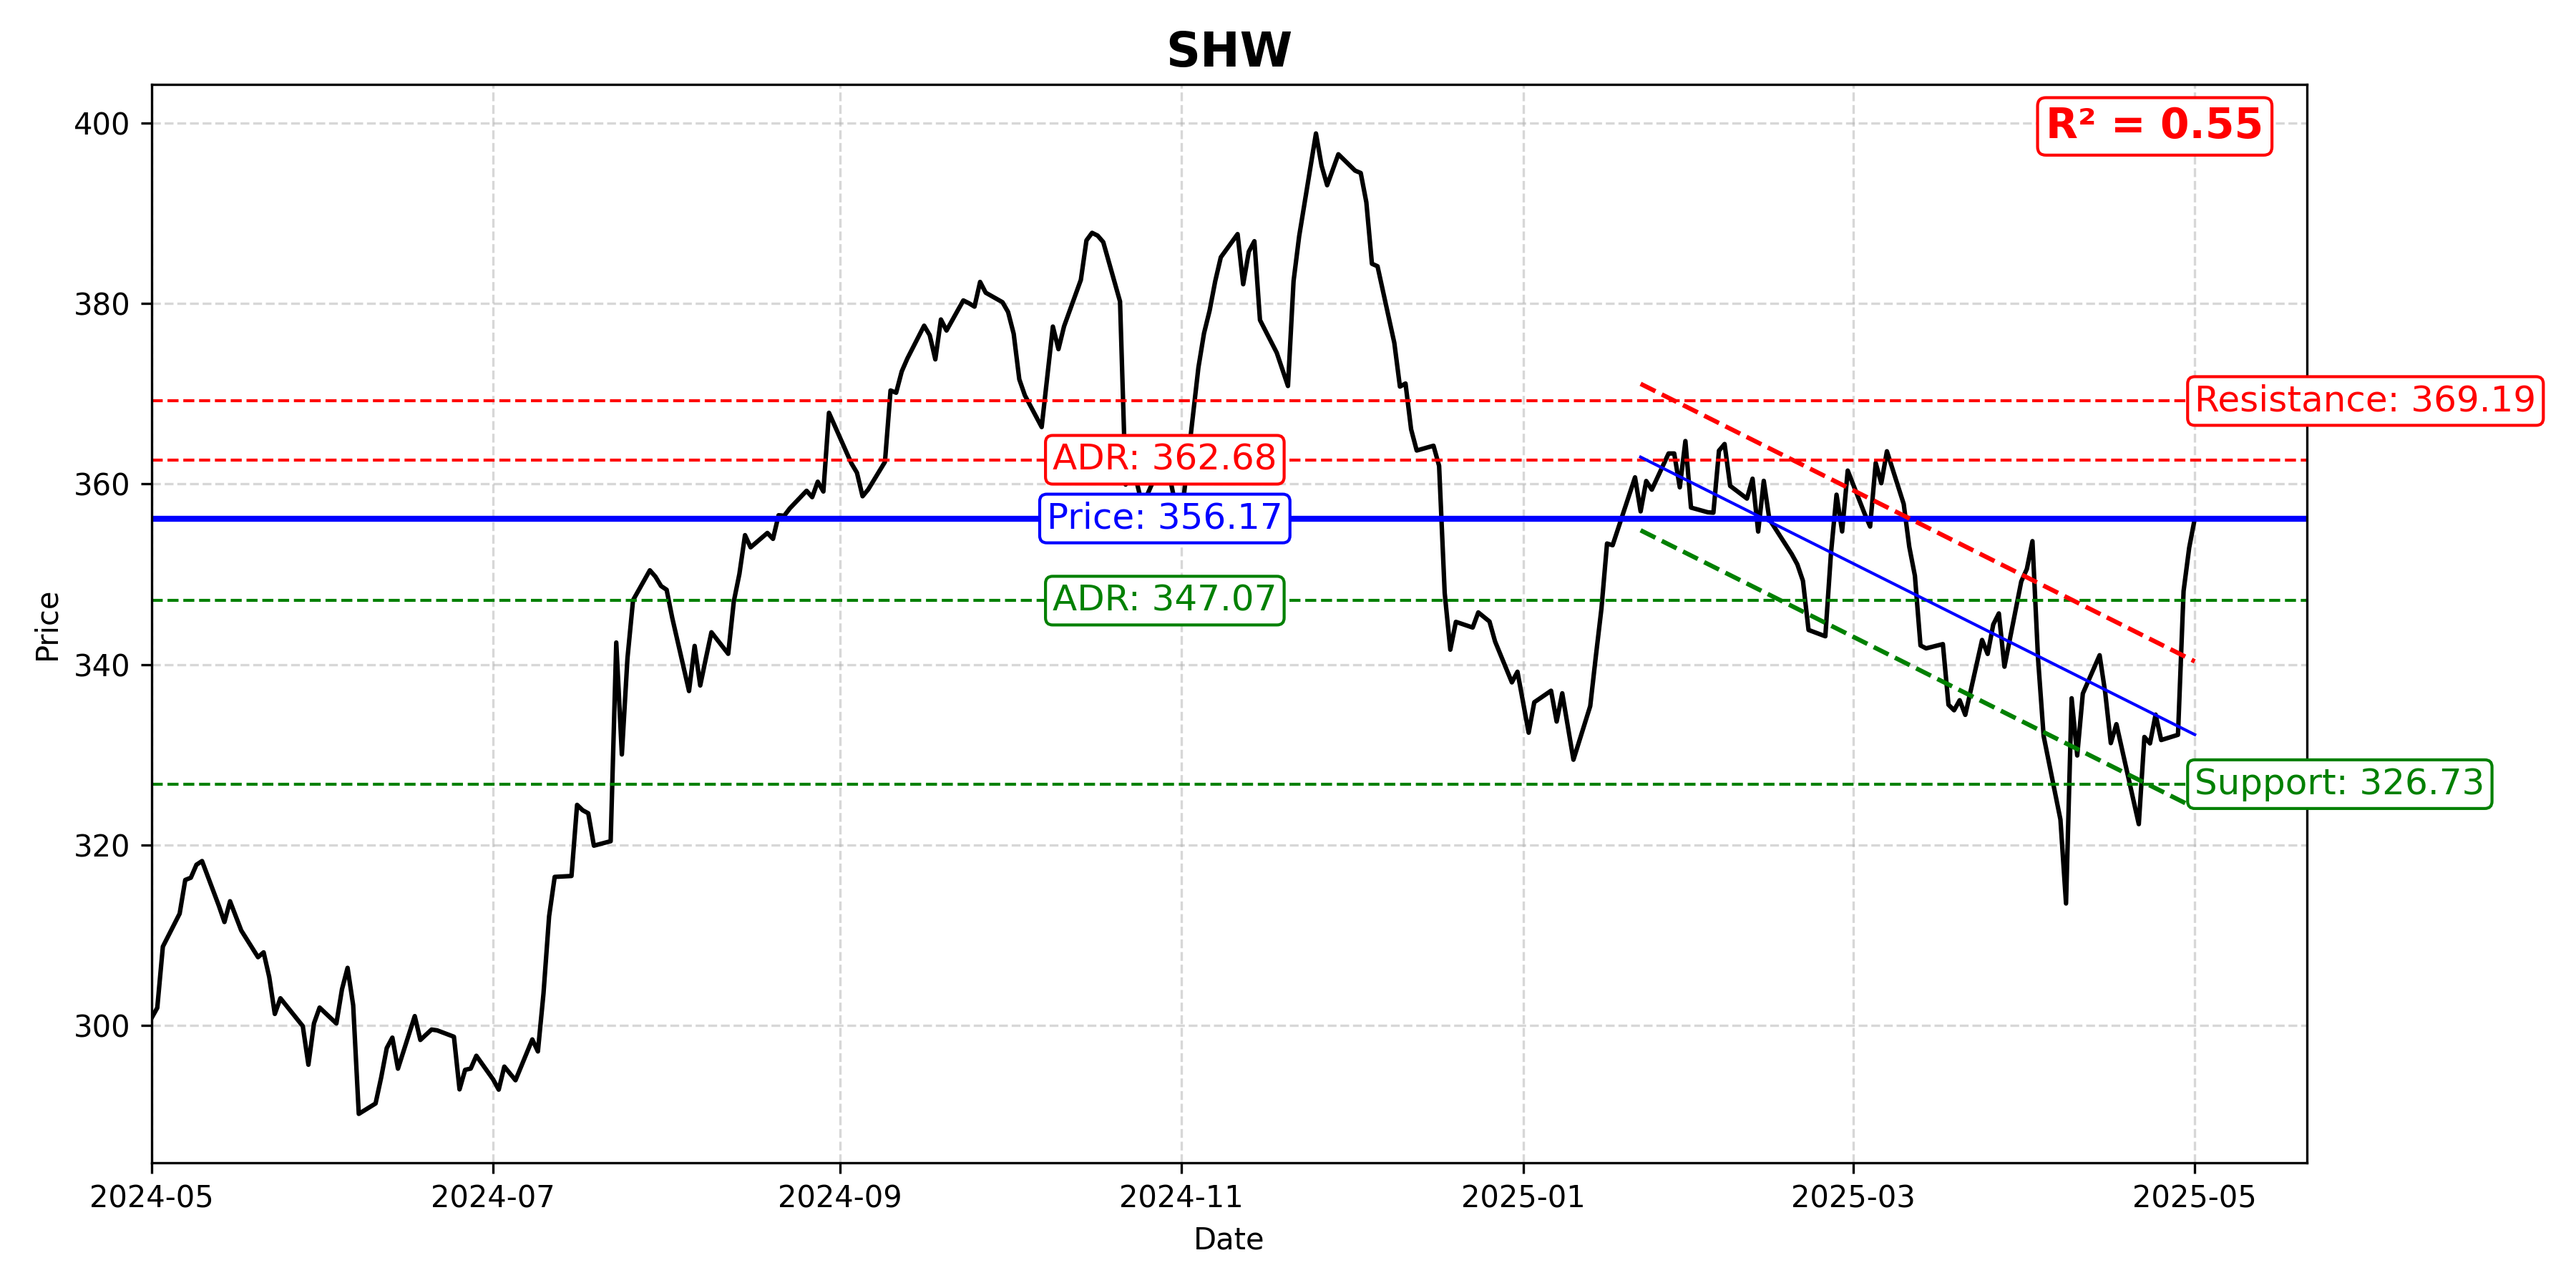 SHW
R² = 0.55
400
380
360
340
320
300
Price
Resistance: 369.19
ADR: 362.68
Price: 356.17
ADR: 347.07
Support: 326.73
2024-05
2024-07
2024-09
2024-11
2025-01
2025-03
2025-05
Date